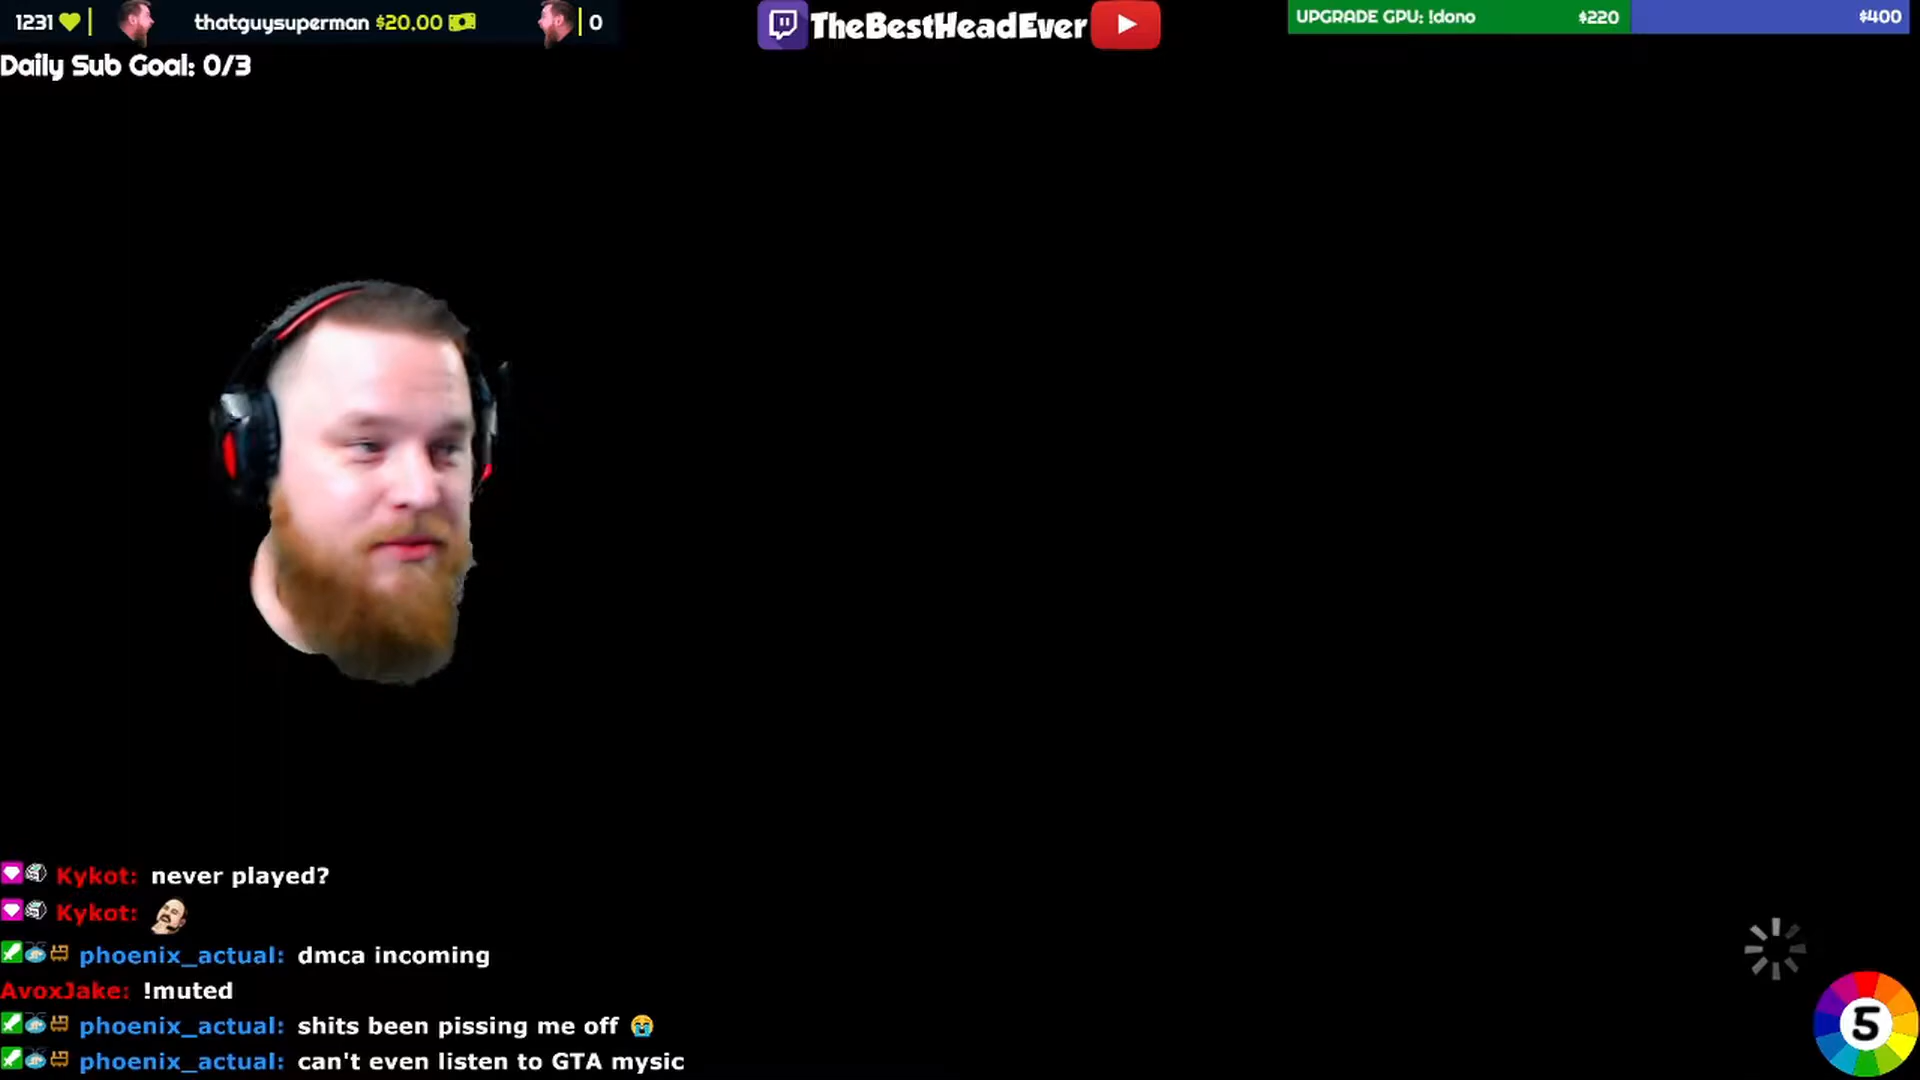 1231 thatguysuperman $20.00 0
TheBestHeadEver
UPGRADE GPU: !dono $220 $400
Daily Sub Goal: 0/3
Kykot: never played?
Kykot:
phoenix_actual: dmca incoming
AvoxJake: !muted
phoenix_actual: shits been pissing me off
phoenix_actual: can't even listen to GTA mysic
5